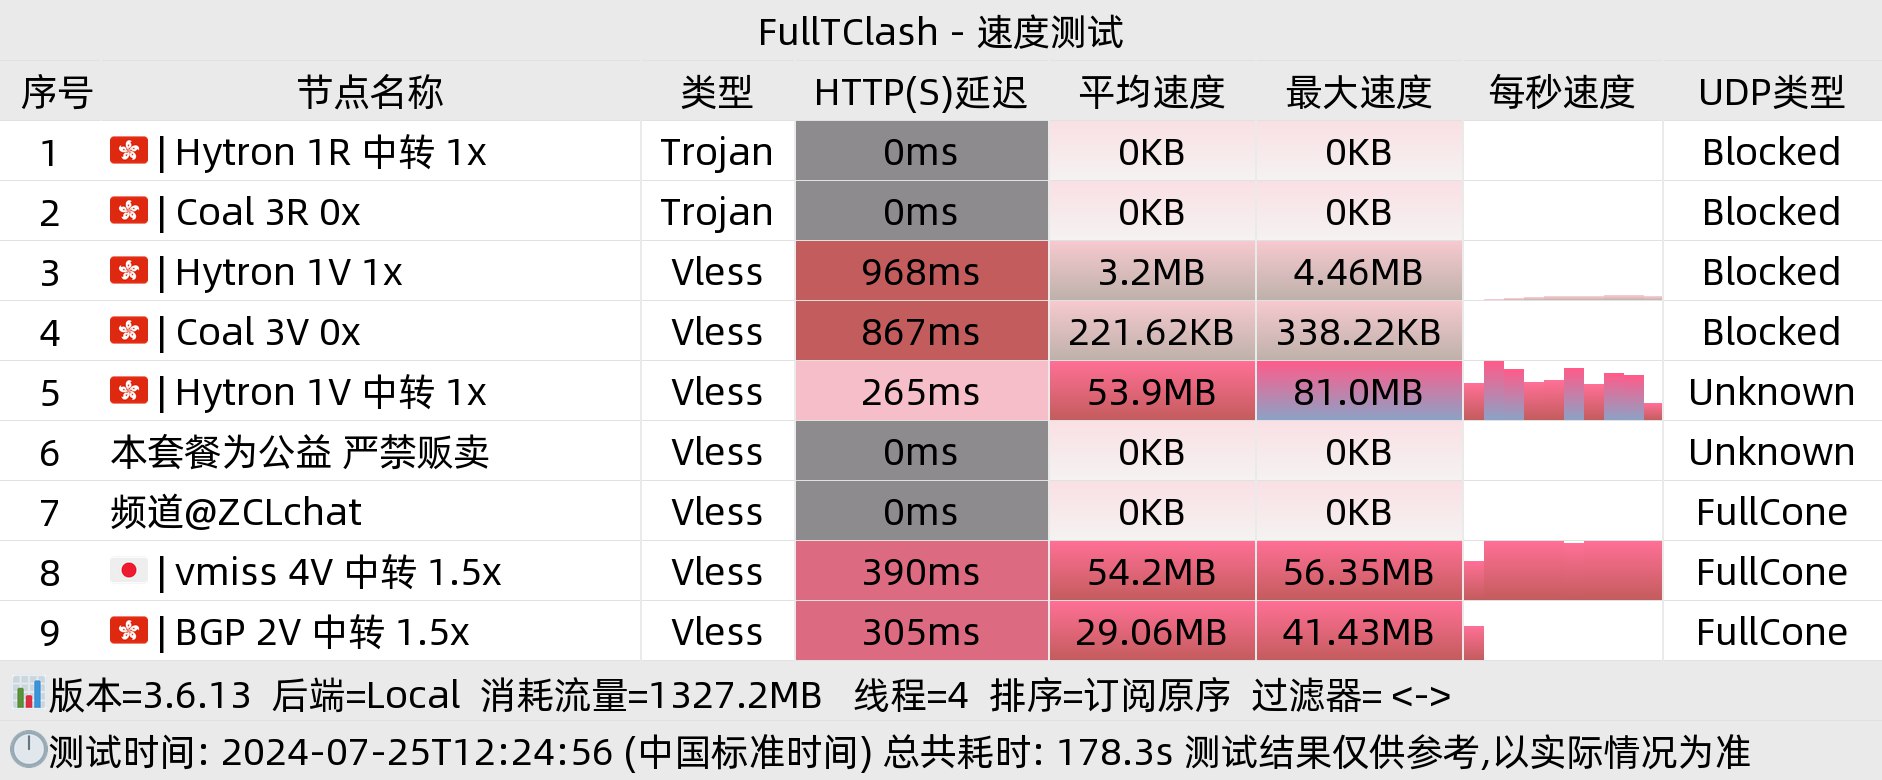 FullTClash - 速度测试
序号 节点名称 类型 HTTP(S)延迟 平均速度 最大速度 每秒速度 UDP类型
1 | Hytron 1R 中转 1x Trojan 0ms 0KB 0KB Blocked
2 | Coal 3R 0x Trojan 0ms 0KB 0KB Blocked
3 | Hytron 1V 1x Vless 968ms 3.2MB 4.46MB Blocked
4 | Coal 3V 0x Vless 867ms 221.62KB 338.22KB Blocked
5 | Hytron 1V 中转 1x Vless 265ms 53.9MB 81.0MB Unknown
6 本套餐为公益 严禁贩卖 Vless 0ms 0KB 0KB Unknown
7 频道@ZCLchat Vless 0ms 0KB 0KB FullCone
8 | vmiss 4V 中转 1.5x Vless 390ms 54.2MB 56.35MB FullCone
9 | BGP 2V 中转 1.5x Vless 305ms 29.06MB 41.43MB FullCone
版本=3.6.13 后端=Local 消耗流量=1327.2MB 线程=4 排序=订阅原序 过滤器= <->
测试时间: 2024-07-25T12:24:56 (中国标准时间) 总共耗时: 178.3s 测试结果仅供参考,以实际情况为准